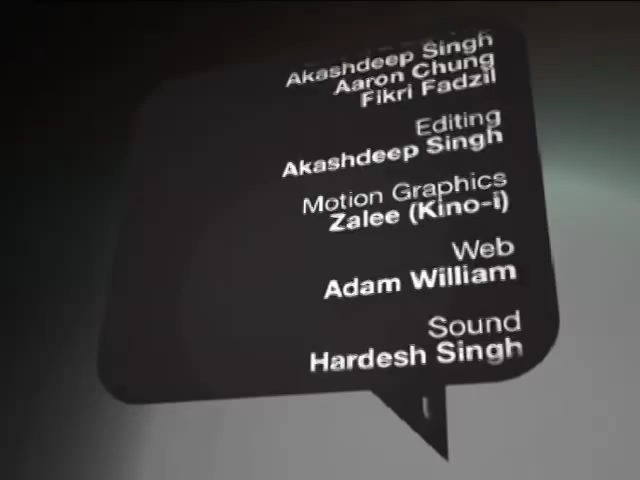 Akashdeep Singh
Aaron Chung
Fikri Fadzil
Editing
Akashdeep Singh
Motion Graphics
Zalee (Kino-i)
Web
Adam William
Sound
Hardesh Singh